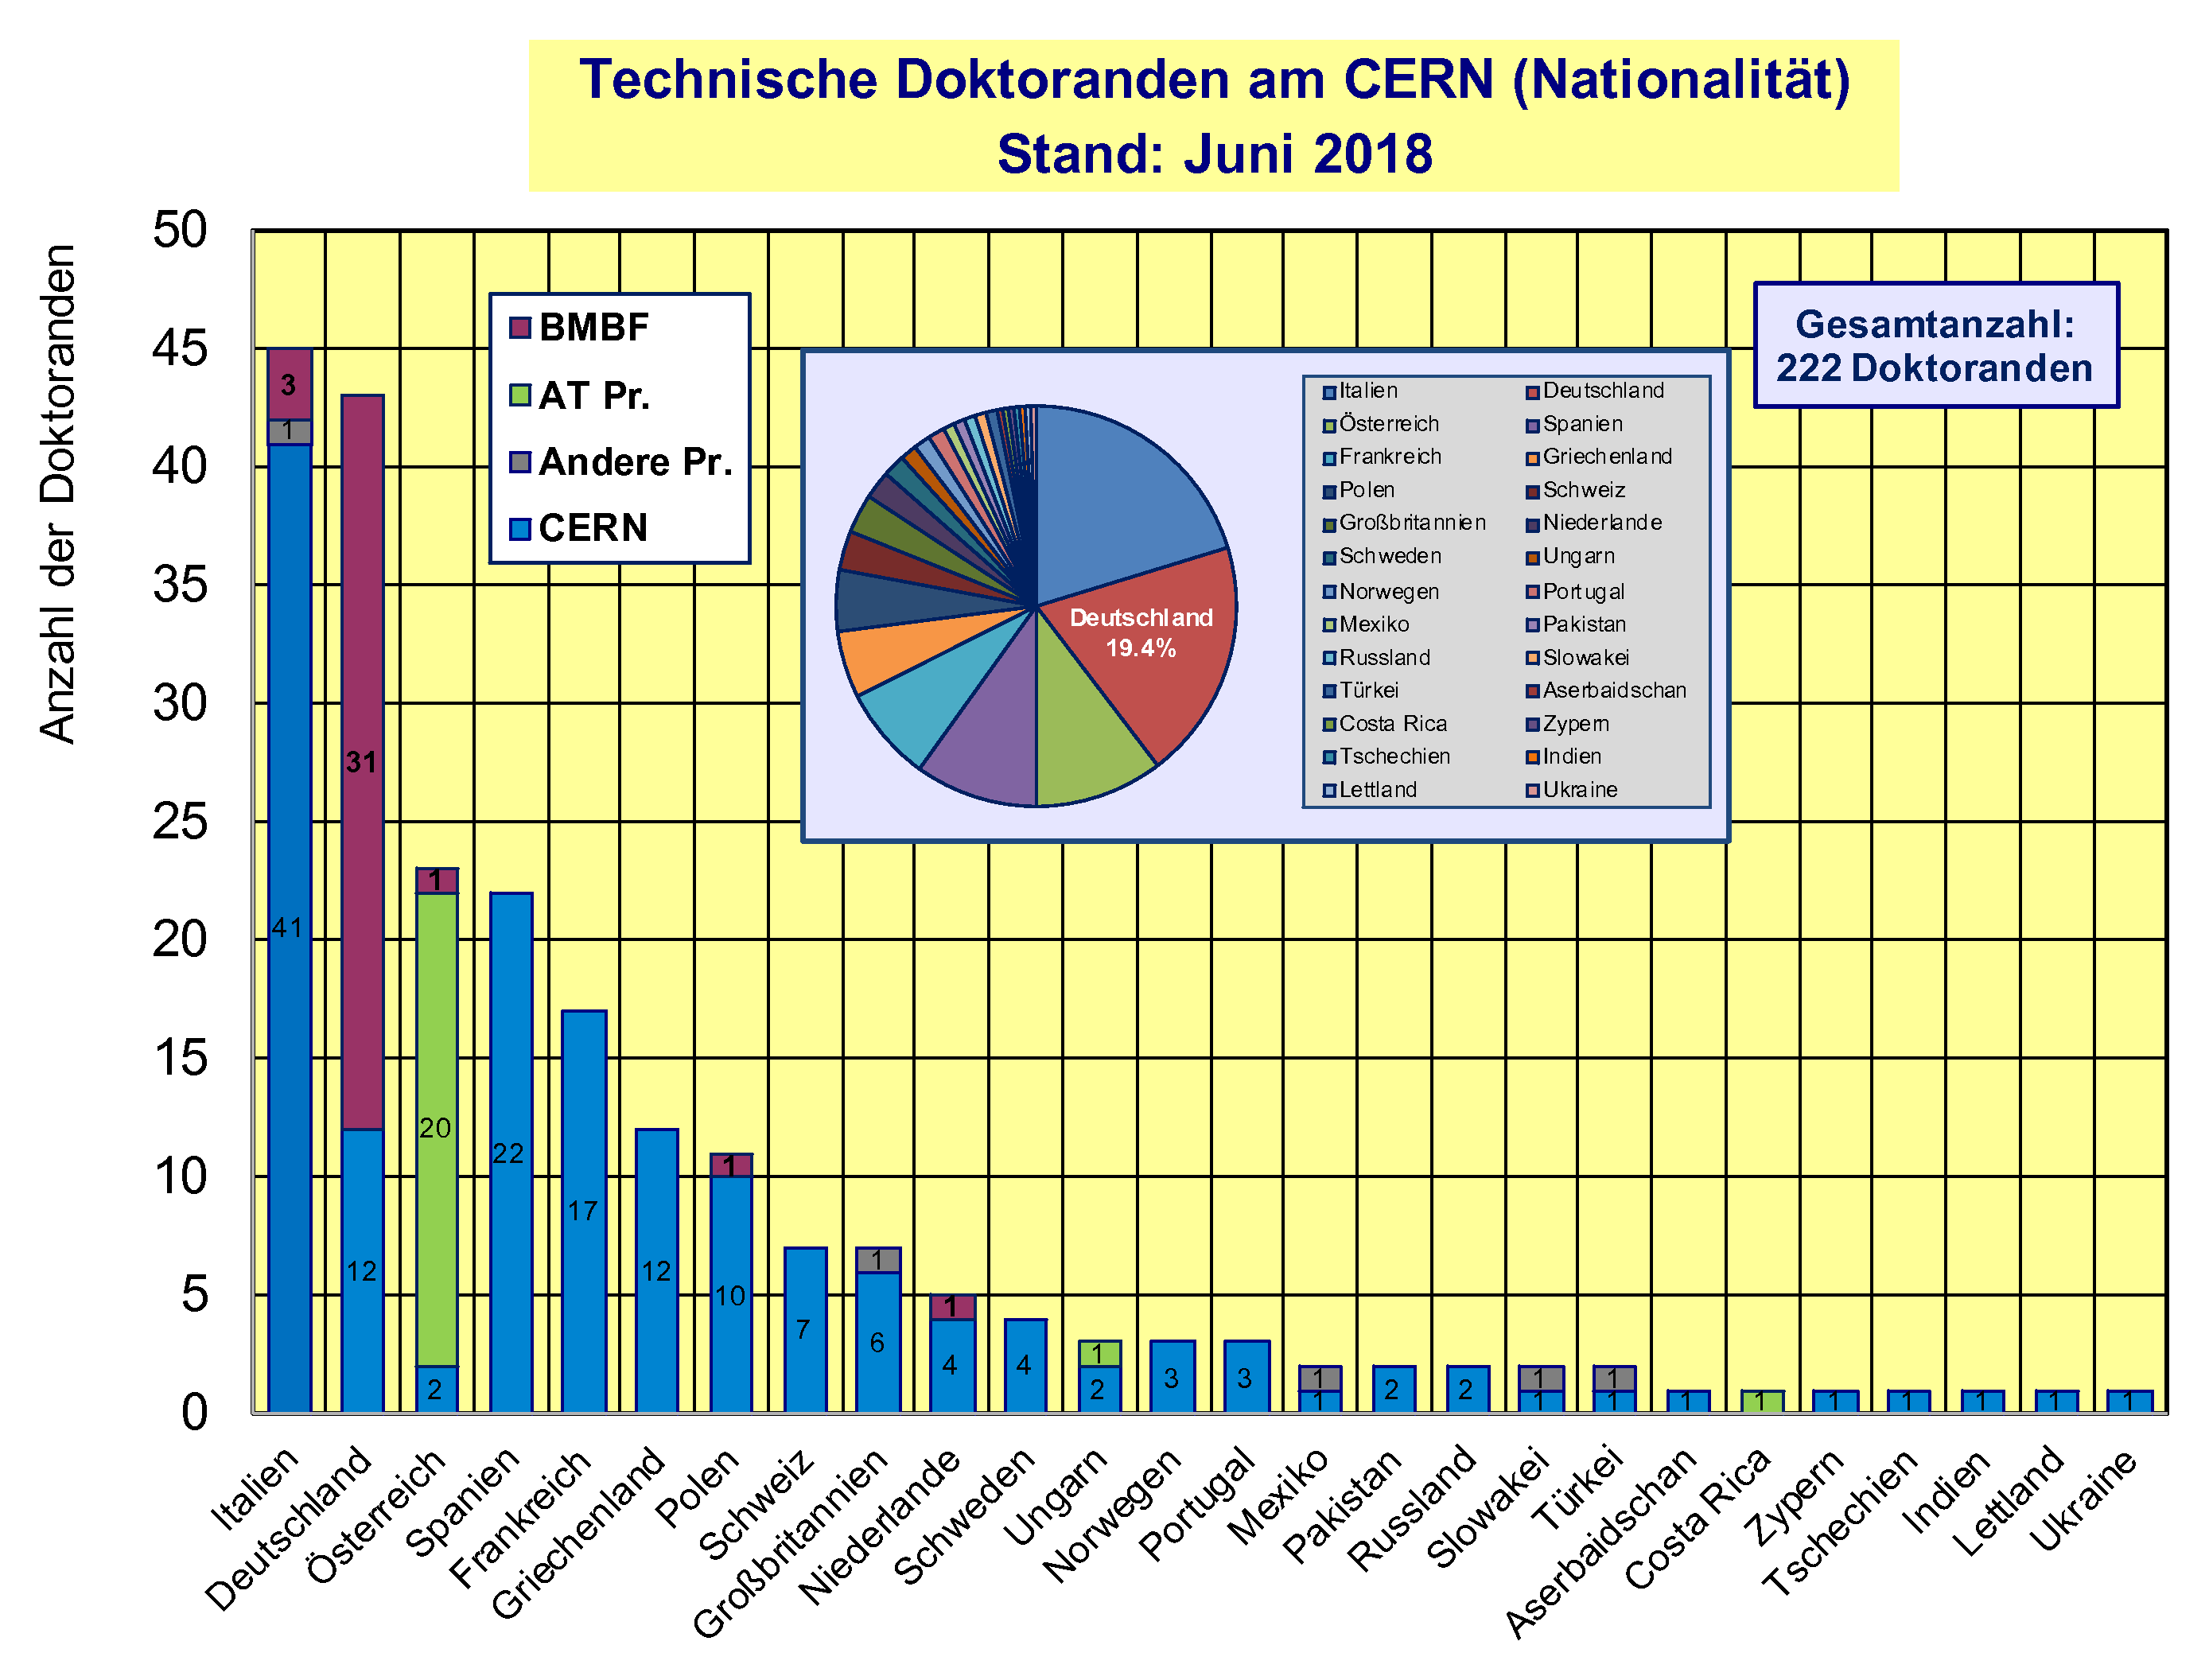 Technische Doktoranden am CERN (Nationalität)
Stand: Juni 2018
Anzahl der Doktoranden
50
45
40
35
30
25
20
15
10
5
0
BMBF
AT Pr.
Andere Pr.
CERN
Gesamtanzahl:
222 Doktoranden
Deutschland
19.4%
Italien Deutschland
Österreich Spanien
Frankreich Griechenland
Polen Schweiz
Großbritannien Niederlande
Schweden Ungarn
Norwegen Portugal
Mexiko Pakistan
Russland Slowakei
Türkei Aserbaidschan
Costa Rica Zypern
Tschechien Indien
Lettland Ukraine
3
1
41
31
12
1
20
2
22
17
12
1
10
7
1
6
1
4
4
1
2
3
3
1
1
2
2
1
1
1
1
1
1
1
1
1
1
1
Italien
Deutschland
Österreich
Spanien
Frankreich
Griechenland
Polen
Schweiz
Großbritannien
Niederlande
Schweden
Ungarn
Norwegen
Portugal
Mexiko
Pakistan
Russland
Slowakei
Türkei
Aserbaidschan
Costa Rica
Zypern
Tschechien
Indien
Lettland
Ukraine